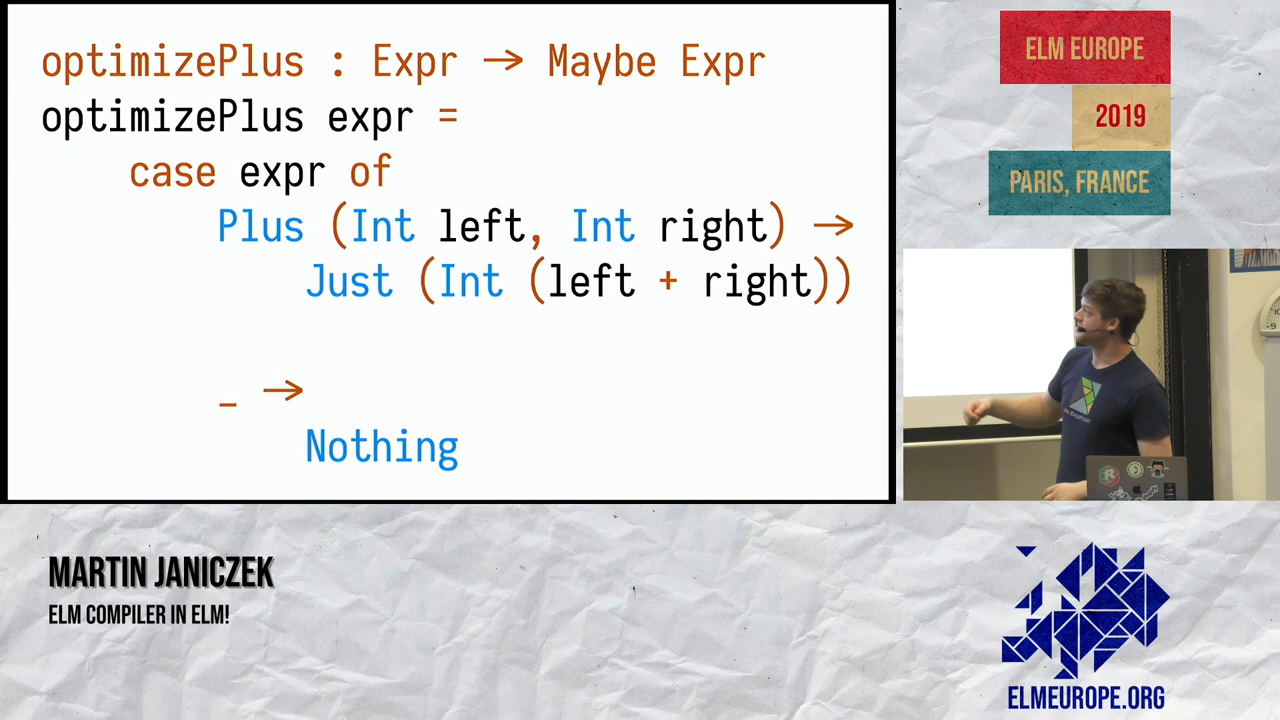 optimizePlus : Expr → Maybe Expr
optimizePlus expr =
    case expr of
        Plus (Int left, Int right) →
            Just (Int (left + right))
        _ →
            Nothing
ELM EUROPE
2019
PARIS, FRANCE
MARTIN JANICZEK
ELM COMPILER IN ELM!
ELMEUROPE.ORG